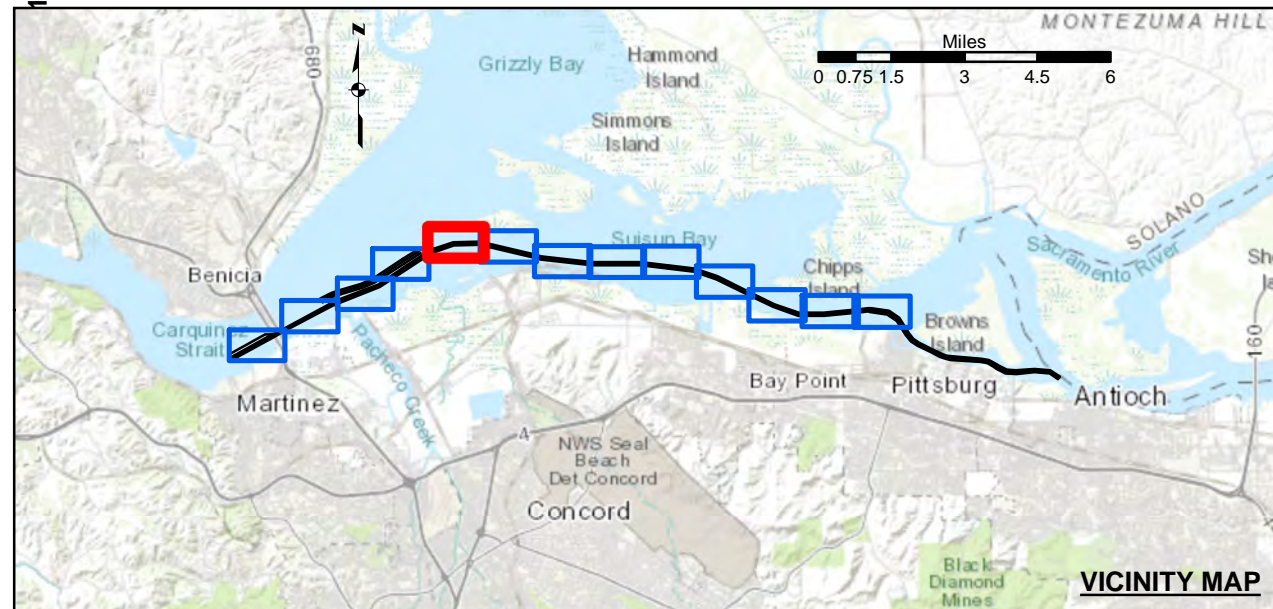 MONTEZUMA HILL
Miles
0 0.75 1.5 3 4.5 6
N
680
Grizzly Bay
Hammond
Island
Simmons
Island
SOLANO
Sacramento River
Suisun Bay
Benicia
Chipps
Island
Carquinez
Strait
Browns
Island
160
Pacheco Creek
Martinez
Bay Point
Pittsburg
Antioch
4
NWS Seal
Beach
Det Concord
Concord
Black
Diamond
Mines
VICINITY MAP